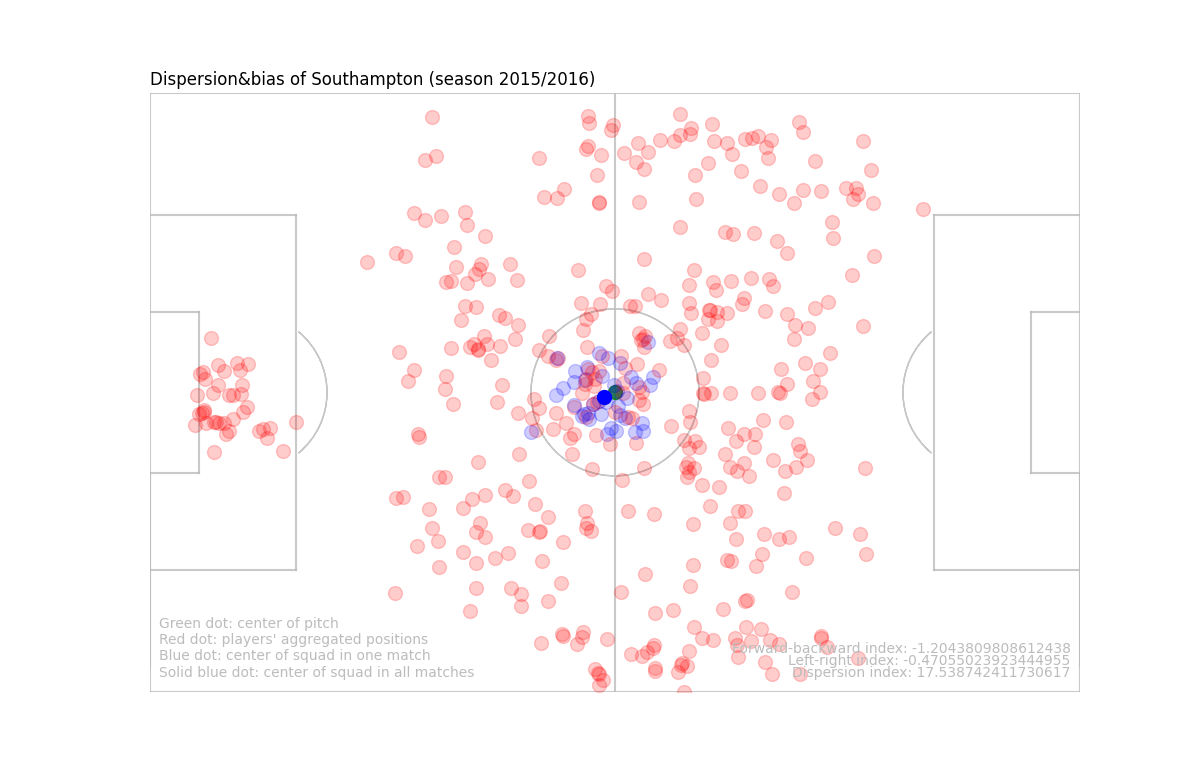 Dispersion&bias of Southampton (season 2015/2016)
Green dot: center of pitch
Red dot: players' aggregated positions
Blue dot: center of squad in one match
Solid blue dot: center of squad in all matches
Forward-backward index: -1.2043809808612438
Left-right index: -0.47055023923444955
Dispersion index: 17.538742411730617